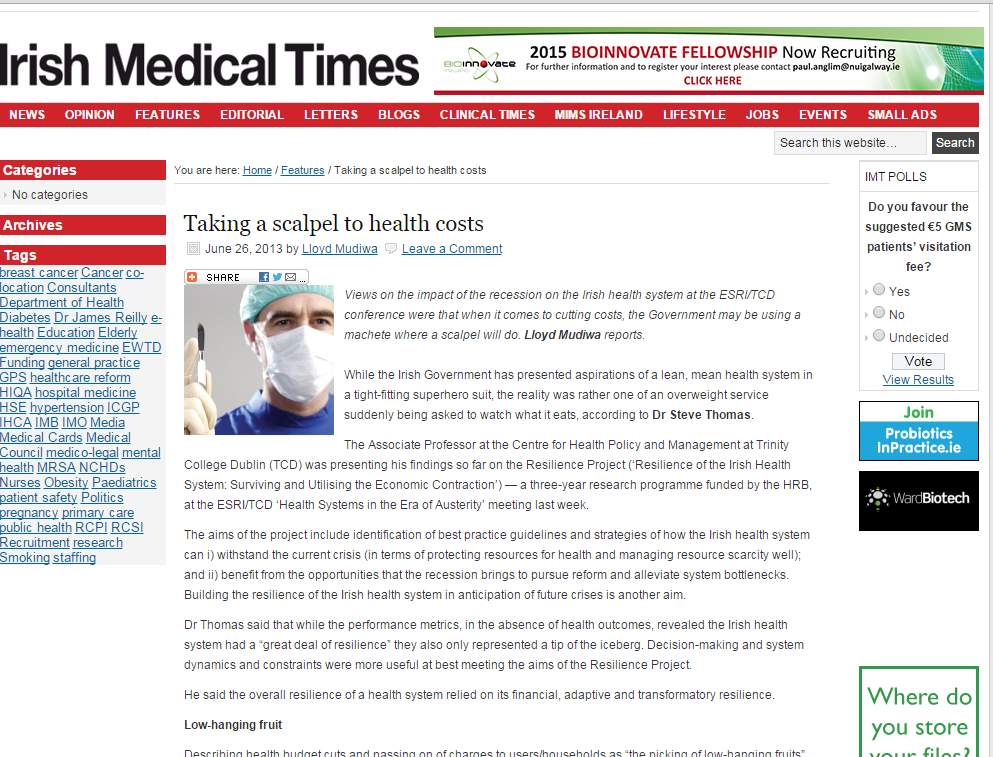 Irish Medical Times
BIOINNOVATE
2015 BIOINNOVATE FELLOWSHIP Now Recruiting
For further information and to register your interest please contact paul.anglim@nuigalway.ie
CLICK HERE
NEWS OPINION FEATURES EDITORIAL LETTERS BLOGS CLINICAL TIMES MIMS IRELAND LIFESTYLE JOBS EVENTS SMALL ADS
Search this website… Search
Categories
No categories
Archives
Tags
breast cancer Cancer co-
location Consultants
Department of Health
Diabetes Dr James Reilly e-
health Education Elderly
emergency medicine EWTD
Funding general practice
GPS healthcare reform
HIQA hospital medicine
HSE hypertension ICGP
IHCA IMB IMO Media
Medical Cards Medical
Council medico-legal mental
health MRSA NCHDs
Nurses Obesity Paediatrics
patient safety Politics
pregnancy primary care
public health RCPI RCSI
Recruitment research
Smoking staffing
You are here: Home / Features / Taking a scalpel to health costs
Taking a scalpel to health costs
June 26, 2013 by Lloyd Mudiwa Leave a Comment
SHARE ...
Views on the impact of the recession on the Irish health system at the ESRI/TCD
conference were that when it comes to cutting costs, the Government may be using a
machete where a scalpel will do. Lloyd Mudiwa reports.
While the Irish Government has presented aspirations of a lean, mean health system in
a tight-fitting superhero suit, the reality was rather one of an overweight service
suddenly being asked to watch what it eats, according to Dr Steve Thomas.
The Associate Professor at the Centre for Health Policy and Management at Trinity
College Dublin (TCD) was presenting his findings so far on the Resilience Project (‘Resilience of the Irish Health
System: Surviving and Utilising the Economic Contraction’) — a three-year research programme funded by the HRB,
at the ESRI/TCD ‘Health Systems in the Era of Austerity’ meeting last week.
The aims of the project include identification of best practice guidelines and strategies of how the Irish health system
can i) withstand the current crisis (in terms of protecting resources for health and managing resource scarcity well);
and ii) benefit from the opportunities that the recession brings to pursue reform and alleviate system bottlenecks.
Building the resilience of the Irish health system in anticipation of future crises is another aim.
Dr Thomas said that while the performance metrics, in the absence of health outcomes, revealed the Irish health
system had a “great deal of resilience” they also only represented a tip of the iceberg. Decision-making and system
dynamics and constraints were more useful at best meeting the aims of the Resilience Project.
He said the overall resilience of a health system relied on its financial, adaptive and transformatory resilience.
Low-hanging fruit
Describing health budget cuts and passing on of charges to users/households as “the picking of low-hanging fruits”
IMT POLLS
Do you favour the
suggested €5 GMS
patients’ visitation
fee?
Yes
No
Undecided
Vote
View Results
Join
Probiotics
InPractice.ie
WardBiotech
Where do
you store
your files?